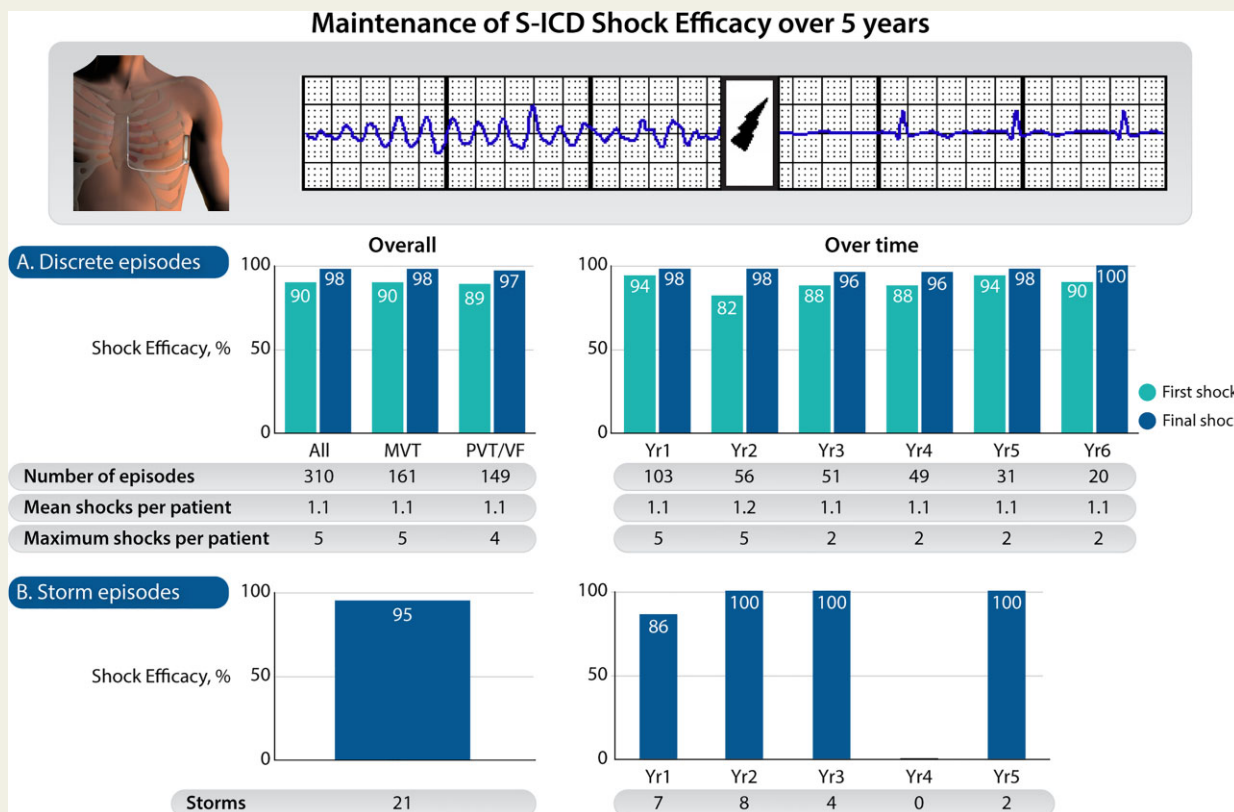 Maintenance of S-ICD Shock Efficacy over 5 years
A. Discrete episodes
Overall
Over time
Shock Efficacy, %
100
50
0
90 98 90 98 89 97
All MVT PVT/VF
100
50
0
94 98 82 98 88 96 88 96 94 98 90 100
Yr1 Yr2 Yr3 Yr4 Yr5 Yr6
First shock
Final shock
Number of episodes 310 161 149 103 56 51 49 31 20
Mean shocks per patient 1.1 1.1 1.1 1.1 1.2 1.1 1.1 1.1 1.1
Maximum shocks per patient 5 5 4 5 5 2 2 2 2
B. Storm episodes
Shock Efficacy, %
100
50
0
95
100
50
0
86 100 100 100
Yr1 Yr2 Yr3 Yr4 Yr5
Storms 21 7 8 4 0 2